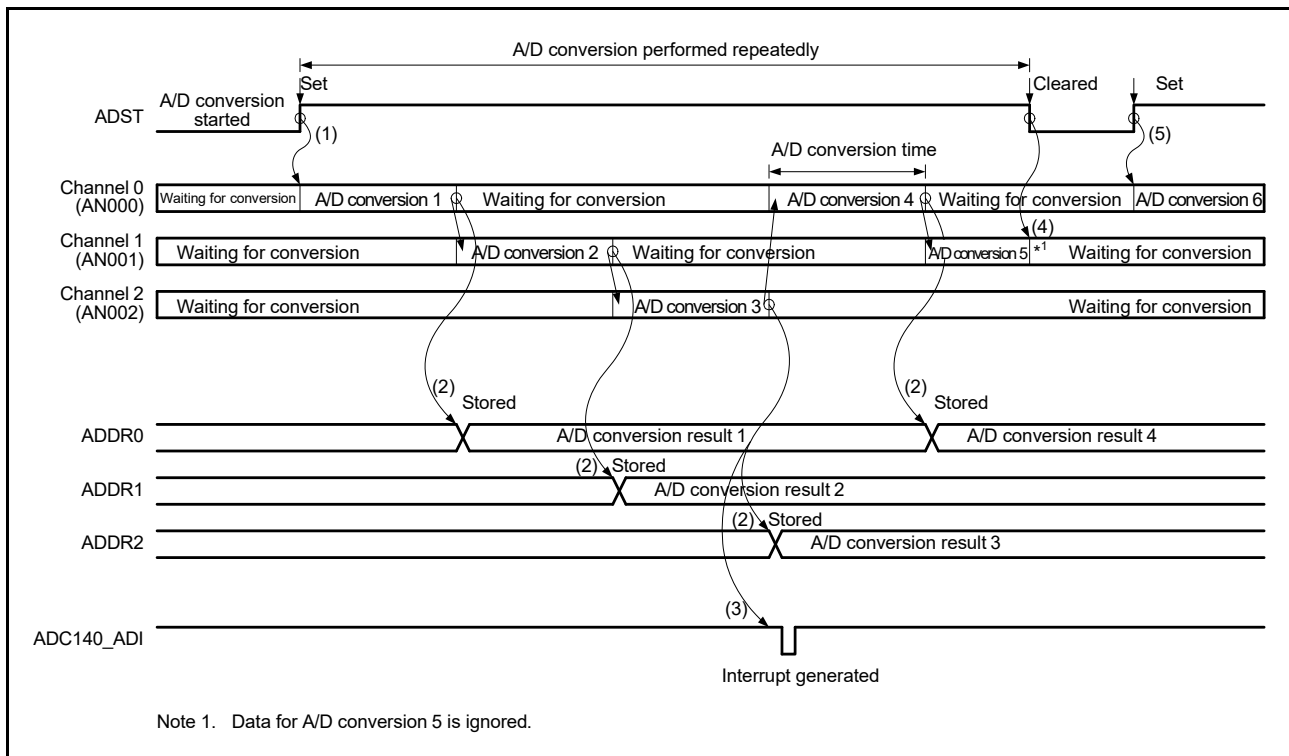 A/D conversion performed repeatedly
Set Cleared Set
A/D conversion
started
ADST
(1) (5)
A/D conversion time
Channel 0
(AN000)
Waiting for conversion A/D conversion 1 Waiting for conversion A/D conversion 4 Waiting for conversion A/D conversion 6
(4)
Channel 1
(AN001)
Waiting for conversion A/D conversion 2 Waiting for conversion A/D conversion 5 *1 Waiting for conversion
Channel 2
(AN002)
Waiting for conversion A/D conversion 3 Waiting for conversion
(2) Stored (2) Stored
ADDR0 A/D conversion result 1 A/D conversion result 4
(2) Stored
ADDR1 A/D conversion result 2
(2) Stored
ADDR2 A/D conversion result 3
(3)
ADC140_ADI
Interrupt generated
Note 1. Data for A/D conversion 5 is ignored.